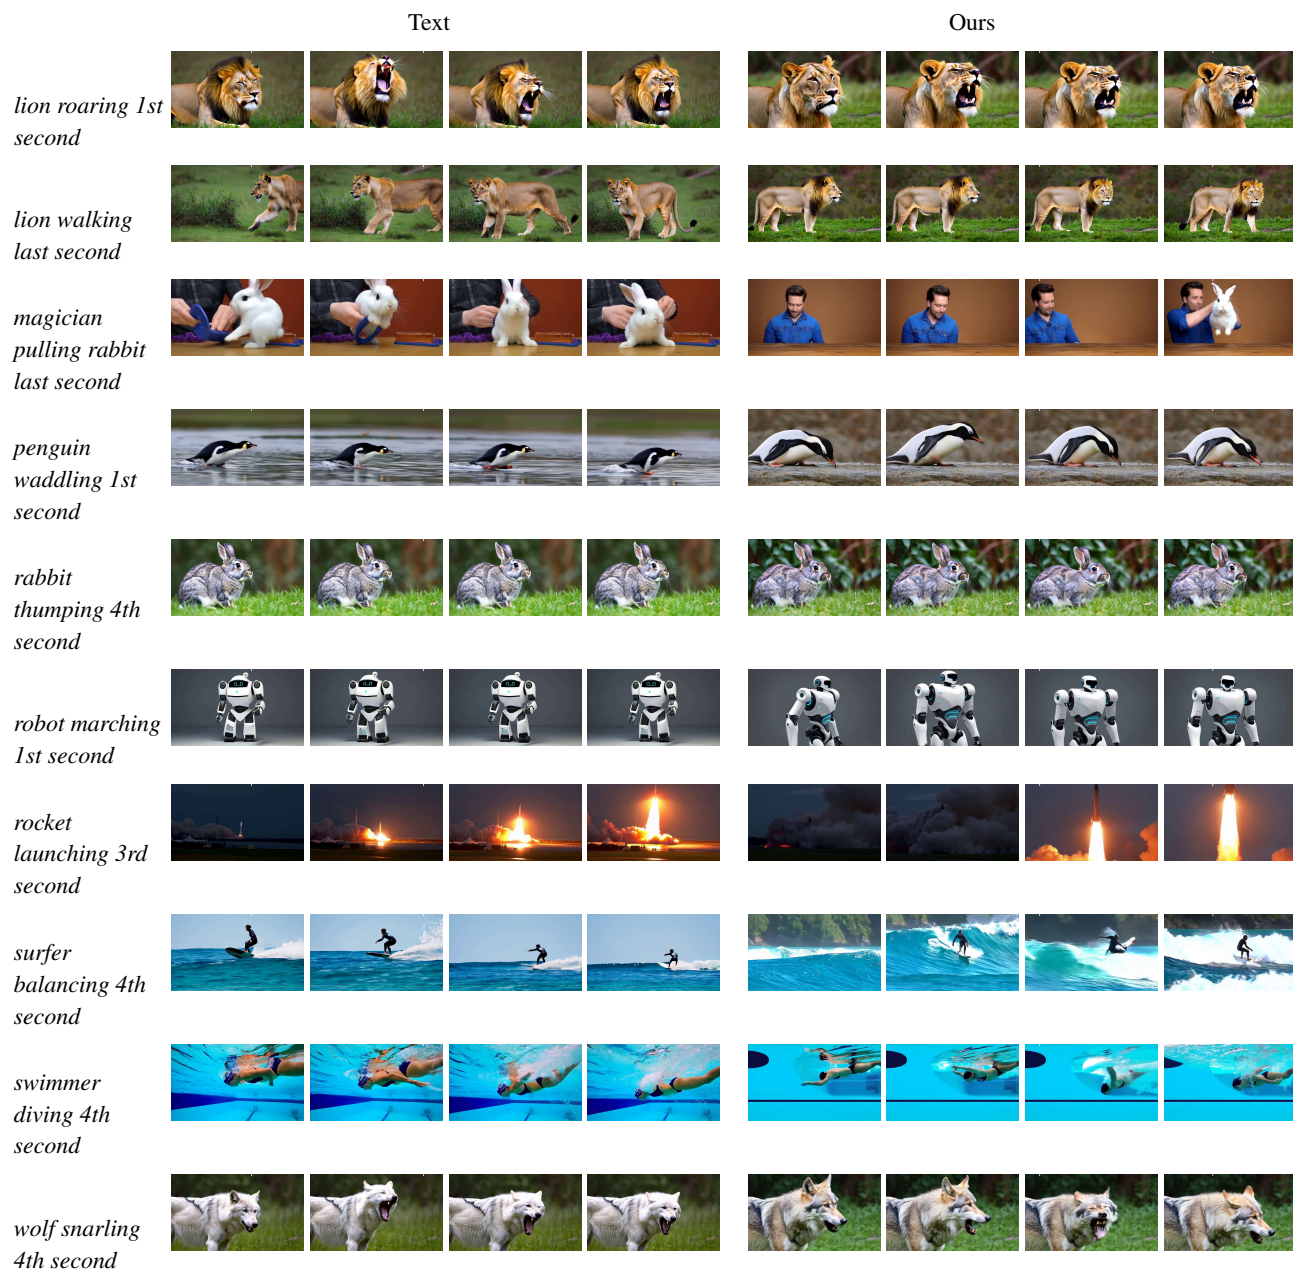 Text
Ours
lion roaring 1st
second
lion walking
last second
magician
pulling rabbit
last second
penguin
waddling 1st
second
rabbit
thumping 4th
second
robot marching
1st second
rocket
launching 3rd
second
surfer
balancing 4th
second
swimmer
diving 4th
second
wolf snarling
4th second